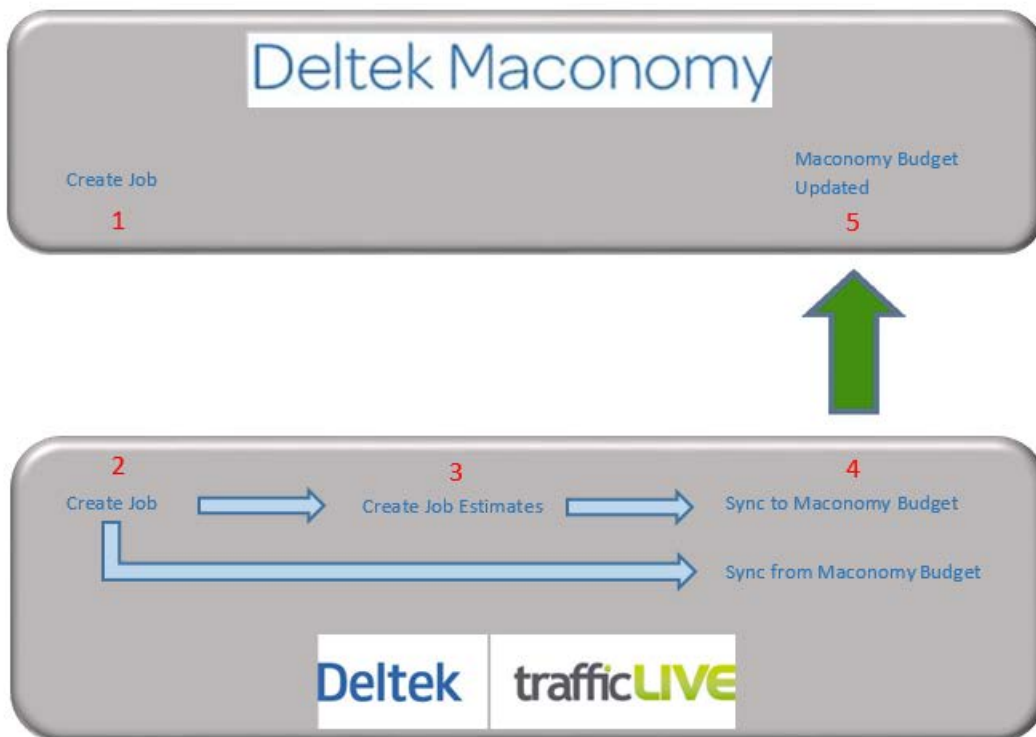 Deltek Maconomy
Maconomy Budget
Updated
Create Job
1
5
2
3
4
Create Job
Create Job Estimates
Sync to Maconomy Budget
Sync from Maconomy Budget
Deltek
trafficLIVE